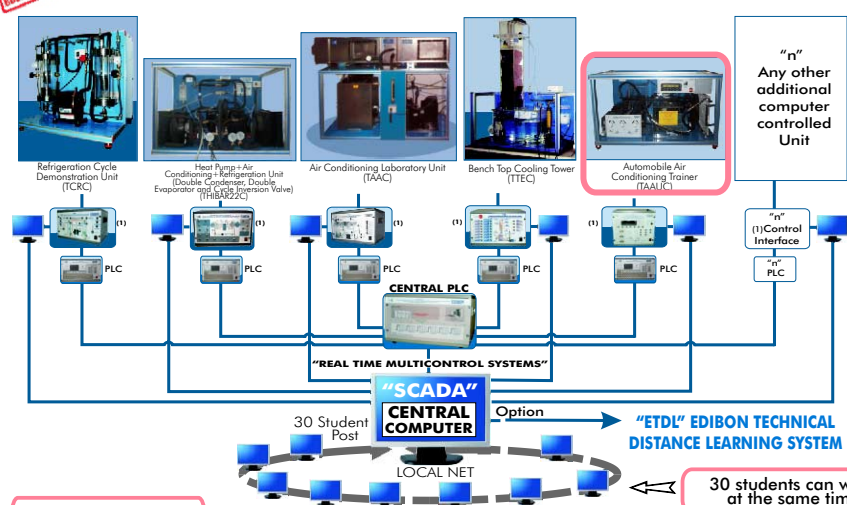 "n"
Any other
additional
computer
controlled
Unit
Refrigeration Cycle
Demonstration Unit
(TCRC)
Heat Pump+Air
Conditioning+Refrigeration Unit
(Double Condenser, Double
Evaporator and Cycle Inversion Valve)
(THIBAR22C)
Air Conditioning Laboratory Unit
(TAAC)
Bench Top Cooling Tower
(TTEC)
Automobile Air
Conditioning Trainer
(TAAUC)
(1)
(1)
(1)
(1)
(1)
"n"
(1)Control
Interface
PLC
PLC
PLC
PLC
PLC
"n"
PLC
CENTRAL PLC
"REAL TIME MULTICONTROL SYSTEMS"
"SCADA"
CENTRAL
COMPUTER
30 Student
Post
Option
"ETDL" EDIBON TECHNICAL
DISTANCE LEARNING SYSTEM
LOCAL NET
30 students can
at the same